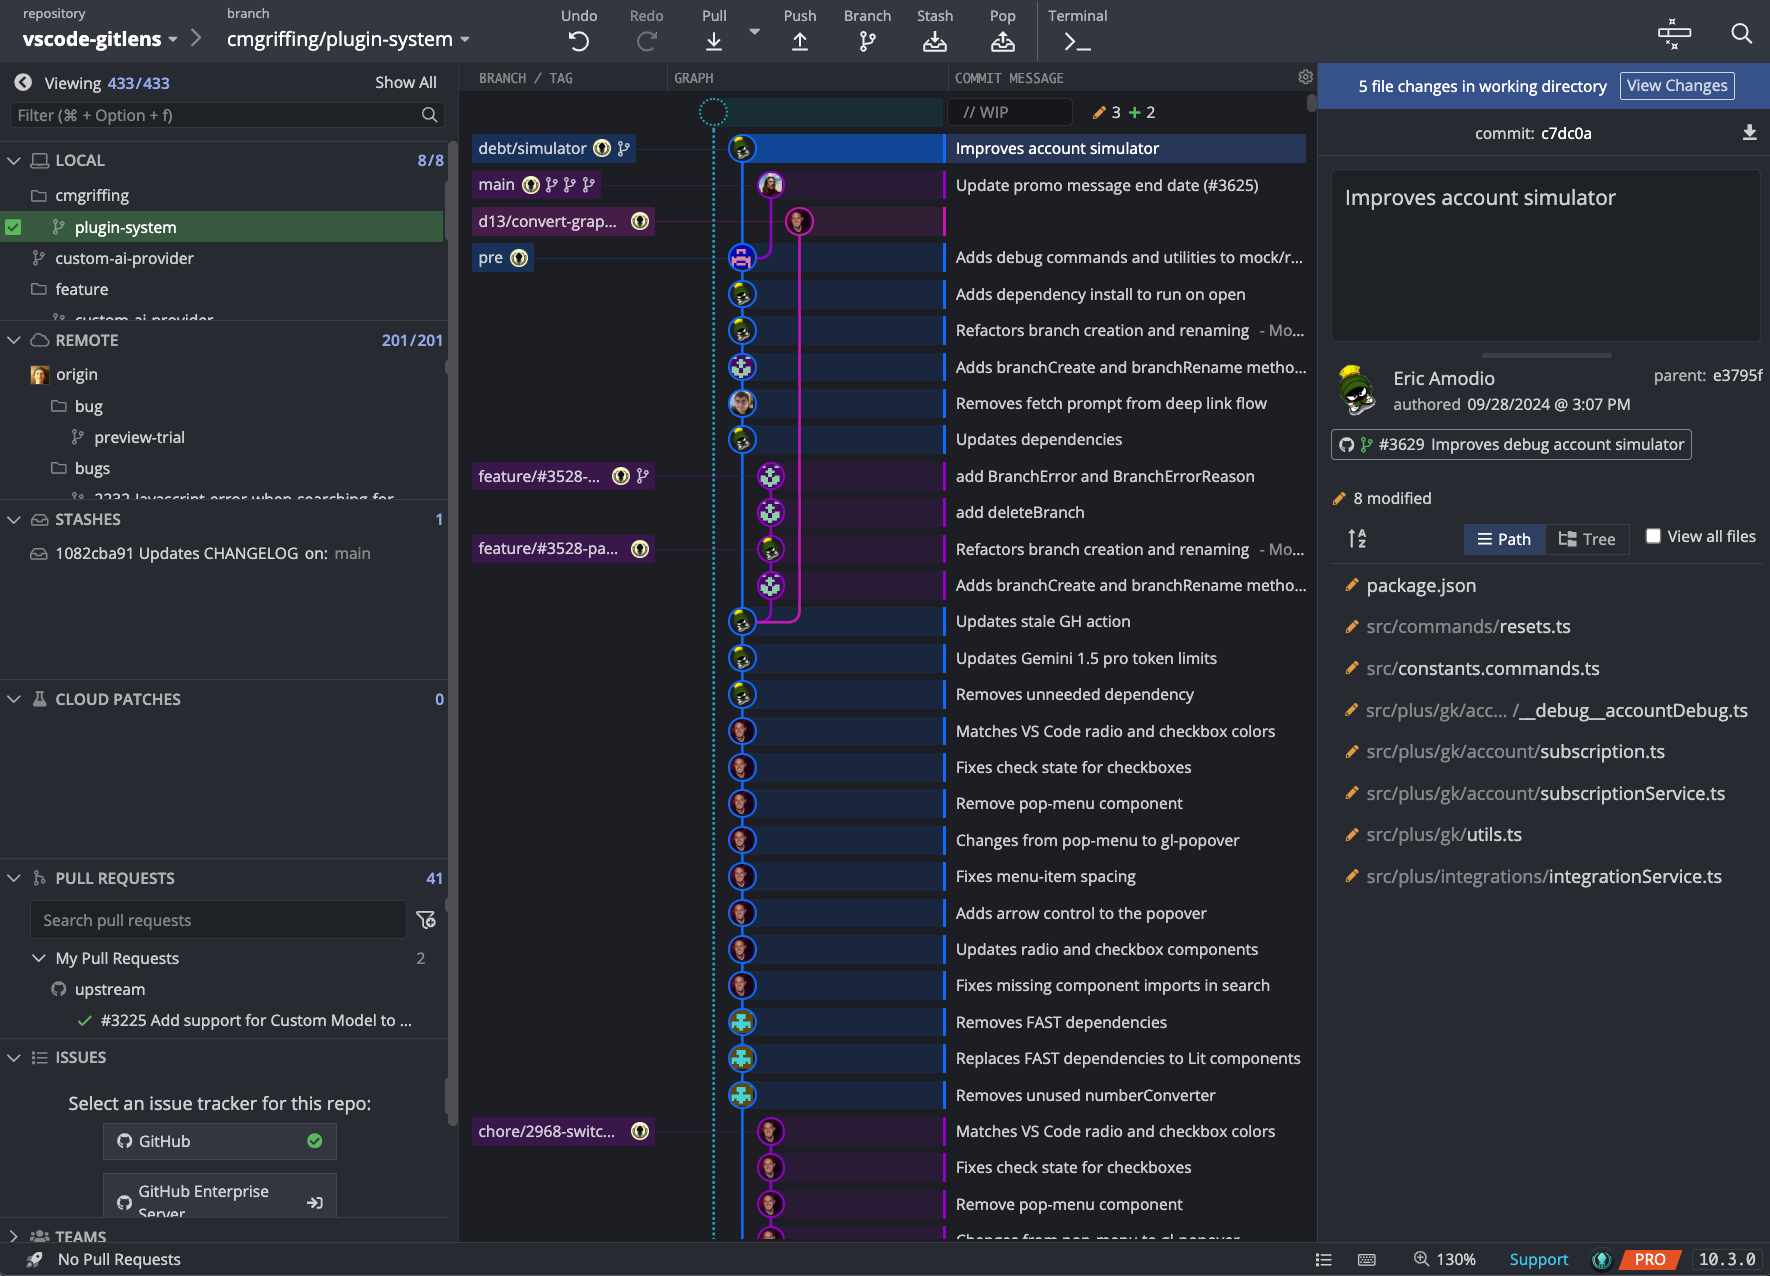 repository
vscode-gitlens
branch
cmgriffing/plugin-system
Undo
Redo
Pull
Push
Branch
Stash
Pop
Terminal
Viewing 433/433
Show All
Filter (⌘ + Option + f)
LOCAL 8/8
cmgriffing
plugin-system
custom-ai-provider
feature
custom-ai-provider
REMOTE 201/201
origin
bug
preview-trial
bugs
2232 Javascript error when searching for
STASHES 1
1082cba91 Updates CHANGELOG on: main
CLOUD PATCHES 0
PULL REQUESTS 41
Search pull requests
My Pull Requests 2
upstream
#3225 Add support for Custom Model to ...
ISSUES
Select an issue tracker for this repo:
GitHub
GitHub Enterprise
Server
TEAMS
BRANCH / TAG
GRAPH
COMMIT MESSAGE
// WIP 3 + 2
debt/simulator Improves account simulator
main Update promo message end date (#3625)
d13/convert-grap...
pre Adds debug commands and utilities to mock/r...
Adds dependency install to run on open
Refactors branch creation and renaming - Mo...
Adds branchCreate and branchRename metho...
Removes fetch prompt from deep link flow
Updates dependencies
feature/#3528-... add BranchError and BranchErrorReason
add deleteBranch
feature/#3528-pa... Refactors branch creation and renaming - Mo...
Adds branchCreate and branchRename metho...
Updates stale GH action
Updates Gemini 1.5 pro token limits
Removes unneeded dependency
Matches VS Code radio and checkbox colors
Fixes check state for checkboxes
Remove pop-menu component
Changes from pop-menu to gl-popover
Fixes menu-item spacing
Adds arrow control to the popover
Updates radio and checkbox components
Fixes missing component imports in search
Removes FAST dependencies
Replaces FAST dependencies to Lit components
Removes unused numberConverter
chore/2968-switc... Matches VS Code radio and checkbox colors
Fixes check state for checkboxes
Remove pop-menu component
Changes from pop-menu to gl-popover
5 file changes in working directory
View Changes
commit: c7dc0a
Improves account simulator
Eric Amodio
parent: e3795f
authored 09/28/2024 @ 3:07 PM
#3629 Improves debug account simulator
8 modified
Path
Tree
View all files
package.json
src/commands/resets.ts
src/constants.commands.ts
src/plus/gk/acc... /__debug__accountDebug.ts
src/plus/gk/account/subscription.ts
src/plus/gk/account/subscriptionService.ts
src/plus/gk/utils.ts
src/plus/integrations/integrationService.ts
No Pull Requests
130%
Support
PRO
10.3.0